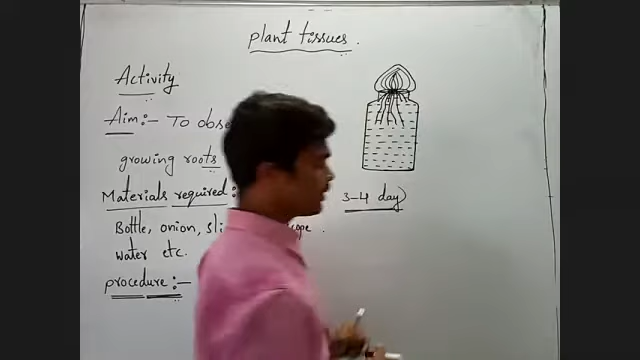 plant tissues.
Activity
Aim:- To obse
growing roots
Materials required:
3-4 day)
Bottle, onion, sli ope.
water etc.
procedure:-